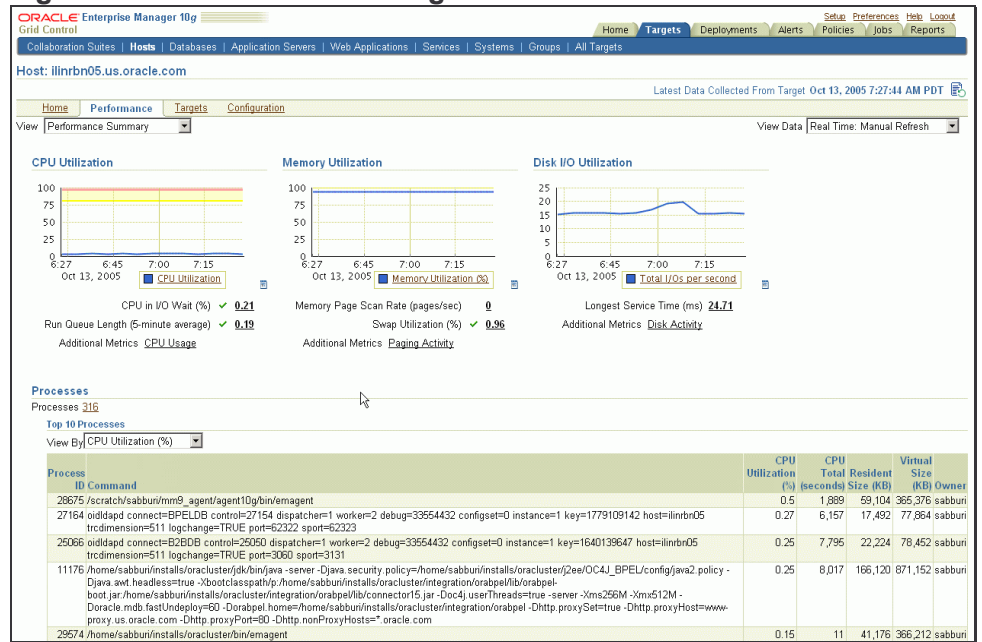 ORACLE Enterprise Manager 10g
Grid Control
Setup Preferences Help Logout
Home Targets Deployments Alerts Policies Jobs Reports
Collaboration Suites | Hosts | Databases | Application Servers | Web Applications | Services | Systems | Groups | All Targets
Host: ilinrbn05.us.oracle.com
Latest Data Collected From Target Oct 13, 2005 7:27:44 AM PDT
Home Performance Targets Configuration
View Performance Summary
View Data Real Time: Manual Refresh
CPU Utilization
100
75
50
25
0
6:27 6:45 7:00 7:15
Oct 13, 2005
CPU Utilization
CPU in I/O Wait (%) 0.21
Run Queue Length (5-minute average) 0.19
Additional Metrics CPU Usage
Memory Utilization
100
75
50
25
0
6:27 6:45 7:00 7:15
Oct 13, 2005
Memory Utilization (%)
Memory Page Scan Rate (pages/sec) 0
Swap Utilization (%) 0.96
Additional Metrics Paging Activity
Disk I/O Utilization
25
20
15
10
5
0
6:27 6:45 7:00 7:15
Oct 13, 2005
Total I/Os per second
Longest Service Time (ms) 24.71
Additional Metrics Disk Activity
Processes
Processes 316
Top 10 Processes
View By CPU Utilization (%)
Process ID Command CPU Utilization (%) CPU Total (seconds) Resident Size (KB) Virtual Size (KB) Owner
28675 /scratch/sabburi/mm9_agent/agent10g/bin/emagent 0.5 1,889 59,104 365,376 sabburi
27164 oidldapd connect=BPELDB control=27154 dispatcher=1 worker=2 debug=33554432 configset=0 instance=1 key=1779109142 host=ilinrbn05 0.27 6,157 17,492 77,864 sabburi
trcdimension=511 logchange=TRUE port=62322 sport=62323
25066 oidldapd connect=B2BDB control=25050 dispatcher=1 worker=2 debug=33554432 configset=0 instance=1 key=1640139647 host=ilinrbn05 0.25 7,795 22,224 78,452 sabburi
trcdimension=511 logchange=TRUE port=3060 sport=3131
11176 /home/sabburi/installs/oracluster/jdk/bin/java -server -Djava.security.policy=/home/sabburi/installs/oracluster/j2ee/OC4J_BPEL/config/java2.policy - 0.25 8,017 166,120 871,152 sabburi
Djava.awt.headless=true -Xbootclasspath/p:/home/sabburi/installs/oracluster/integration/orabpel/lib/orabpel-
boot.jar:/home/sabburi/installs/oracluster/integration/orabpel/lib/connector15.jar -Doc4j.userThreads=true -server -Xms256M -Xmx512M -
Doracle.mdb.fastUndeploy=60 -Dorabpel.home=/home/sabburi/installs/oracluster/integration/orabpel -Dhttp.proxySet=true -Dhttp.proxyHost=www-
proxy.us.oracle.com -Dhttp.proxyPort=80 -Dhttp.nonProxyHosts=*.oracle.com
29574 /home/sabburi/installs/oracluster/bin/emagent 0.15 11 41,176 366,212 sabburi